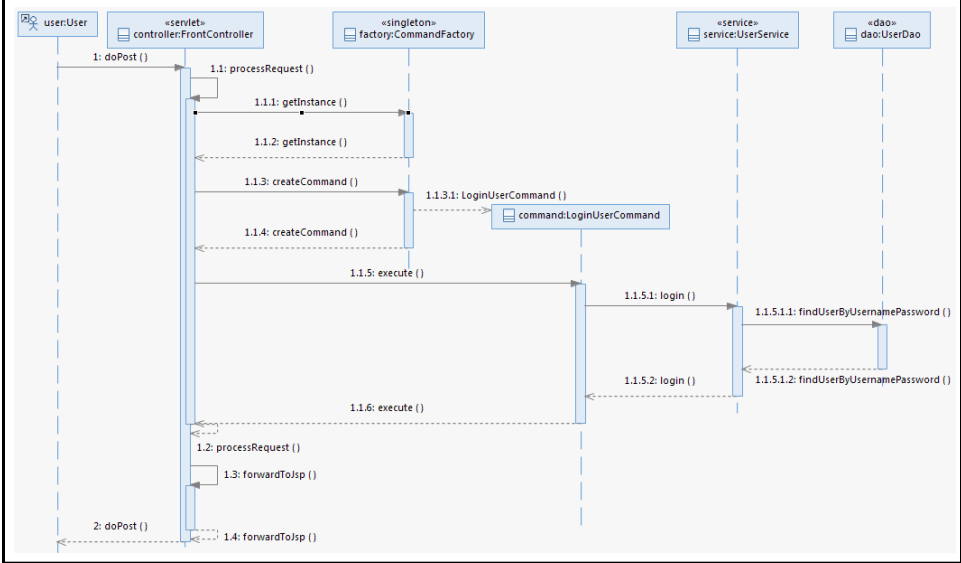 user:User
«servlet»
controller:FrontController
«singleton»
factory:CommandFactory
«service»
service:UserService
«dao»
dao:UserDao
1: doPost ( )
1.1: processRequest ( )
1.1.1: getInstance ( )
1.1.2: getInstance ( )
1.1.3: createCommand ( )
1.1.3.1: LoginUserCommand ( )
command:LoginUserCommand
1.1.4: createCommand ( )
1.1.5: execute ( )
1.1.5.1: login ( )
1.1.5.1.1: findUserByUsernamePassword ( )
1.1.5.2: login ( )
1.1.5.1.2: findUserByUsernamePassword ( )
1.1.6: execute ( )
1.2: processRequest ( )
1.3: forwardToJsp ( )
2: doPost ( )
1.4: forwardToJsp ( )